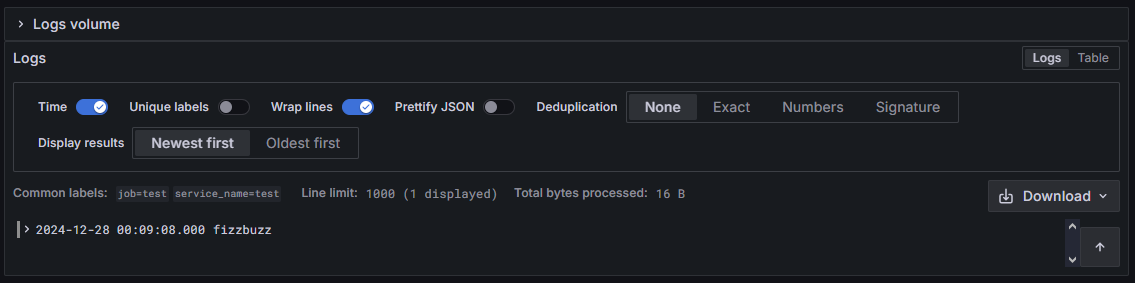 Logs volume
Logs
Logs Table
Time Unique labels Wrap lines Prettify JSON Deduplication None Exact Numbers Signature
Display results Newest first Oldest first
Common labels: job=test service_name=test Line limit: 1000 (1 displayed) Total bytes processed: 16 B
Download
2024-12-28 00:09:08.000 fizzbuzz